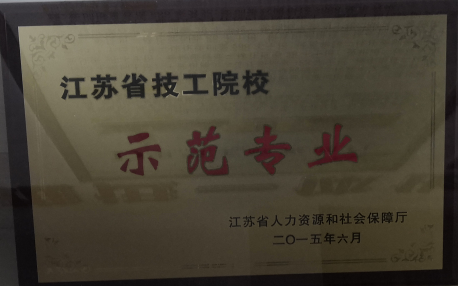 江苏省技工院校
示范专业
江苏省人力资源和社会保障厅
二〇一五年六月